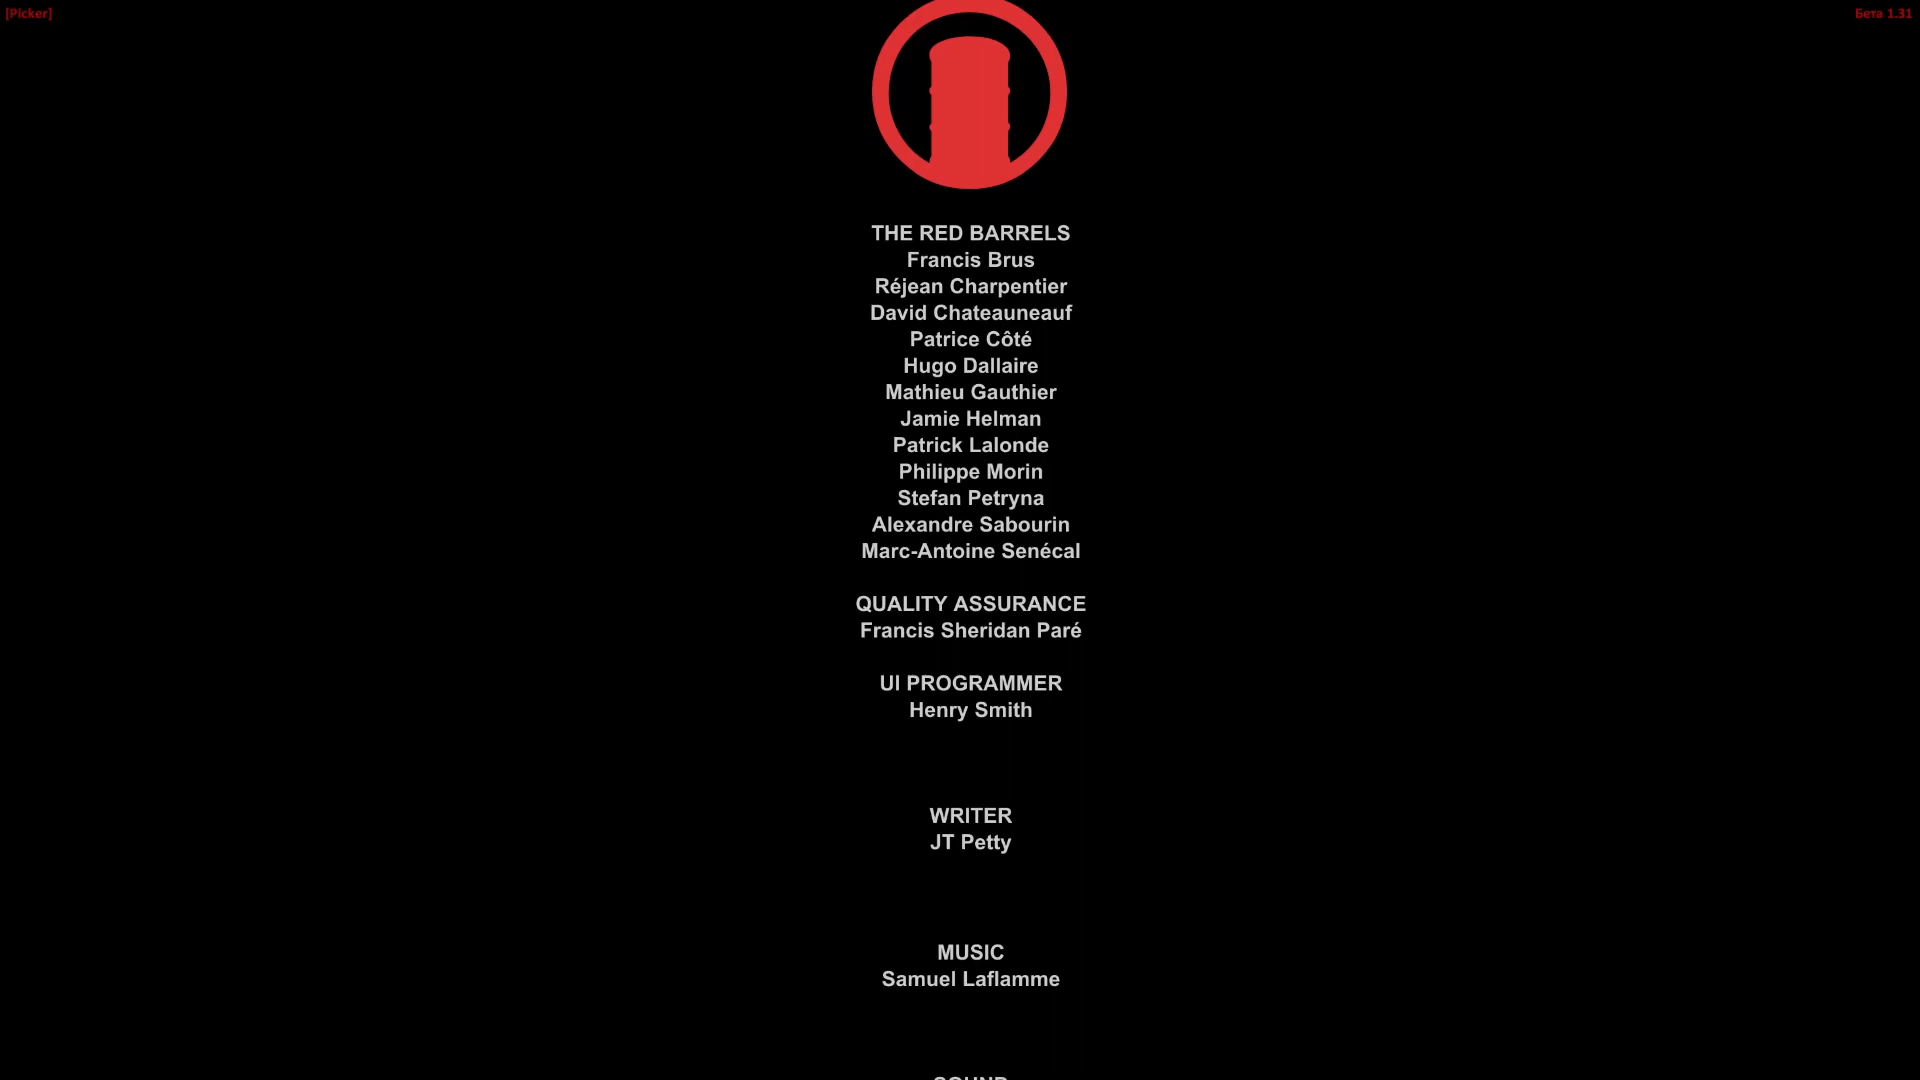 [Picker]
Бета 1.31
THE RED BARRELS
Francis Brus
Réjean Charpentier
David Chateauneuf
Patrice Côté
Hugo Dallaire
Mathieu Gauthier
Jamie Helman
Patrick Lalonde
Philippe Morin
Stefan Petryna
Alexandre Sabourin
Marc-Antoine Senécal
QUALITY ASSURANCE
Francis Sheridan Paré
UI PROGRAMMER
Henry Smith
WRITER
JT Petty
MUSIC
Samuel Laflamme
SOUND